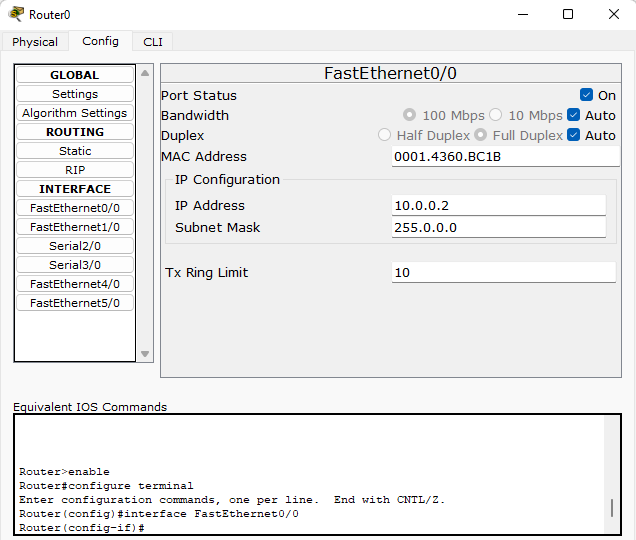 Router0
Physical Config CLI
GLOBAL
Settings
Algorithm Settings
ROUTING
Static
RIP
INTERFACE
FastEthernet0/0
FastEthernet1/0
Serial2/0
Serial3/0
FastEthernet4/0
FastEthernet5/0
FastEthernet0/0
Port Status On
Bandwidth 100 Mbps 10 Mbps Auto
Duplex Half Duplex Full Duplex Auto
MAC Address 0001.4360.BC1B
IP Configuration
IP Address 10.0.0.2
Subnet Mask 255.0.0.0
Tx Ring Limit 10
Equivalent IOS Commands
Router>enable
Router#configure terminal
Enter configuration commands, one per line.  End with CNTL/Z.
Router(config)#interface FastEthernet0/0
Router(config-if)#